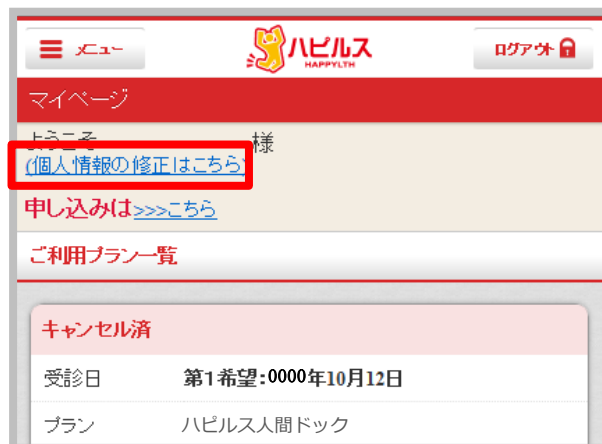 メニュー
ハピルス
HAPPYLTH
ログアウト
マイページ
ようこそ 様
(個人情報の修正はこちら)
申し込みは>>>こちら
ご利用プラン一覧
キャンセル済
受診日 第1希望:0000年10月12日
プラン ハピルス人間ドック